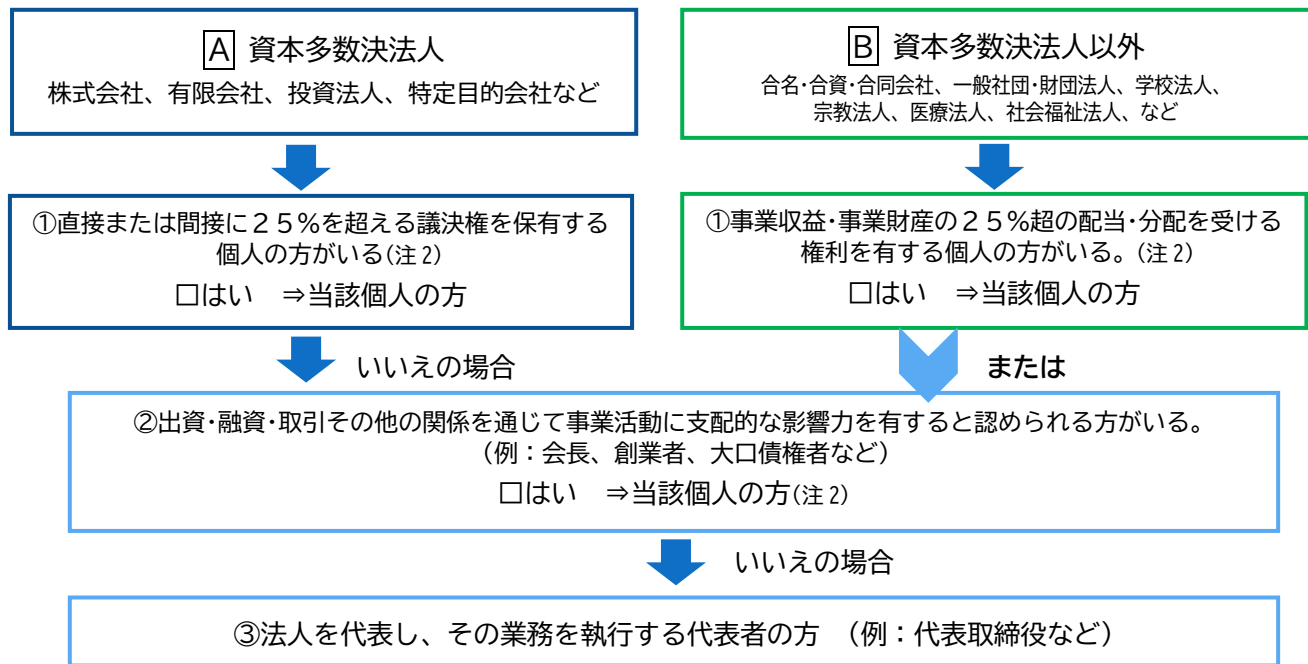 A 資本多数決法人
株式会社、有限会社、投資法人、特定目的会社など
B 資本多数決法人以外
合名・合資・合同会社、一般社団・財団法人、学校法人、
宗教法人、医療法人、社会福祉法人、など
①直接または間接に２５％を超える議決権を保有する
個人の方がいる(注2)
□はい ⇒当該個人の方
①事業収益・事業財産の２５％超の配当・分配を受ける
権利を有する個人の方がいる。(注2)
□はい ⇒当該個人の方
いいえの場合
または
②出資・融資・取引その他の関係を通じて事業活動に支配的な影響力を有すると認められる方がいる。
（例：会長、創業者、大口債権者など）
□はい ⇒当該個人の方(注2)
いいえの場合
③法人を代表し、その業務を執行する代表者の方 （例：代表取締役など）